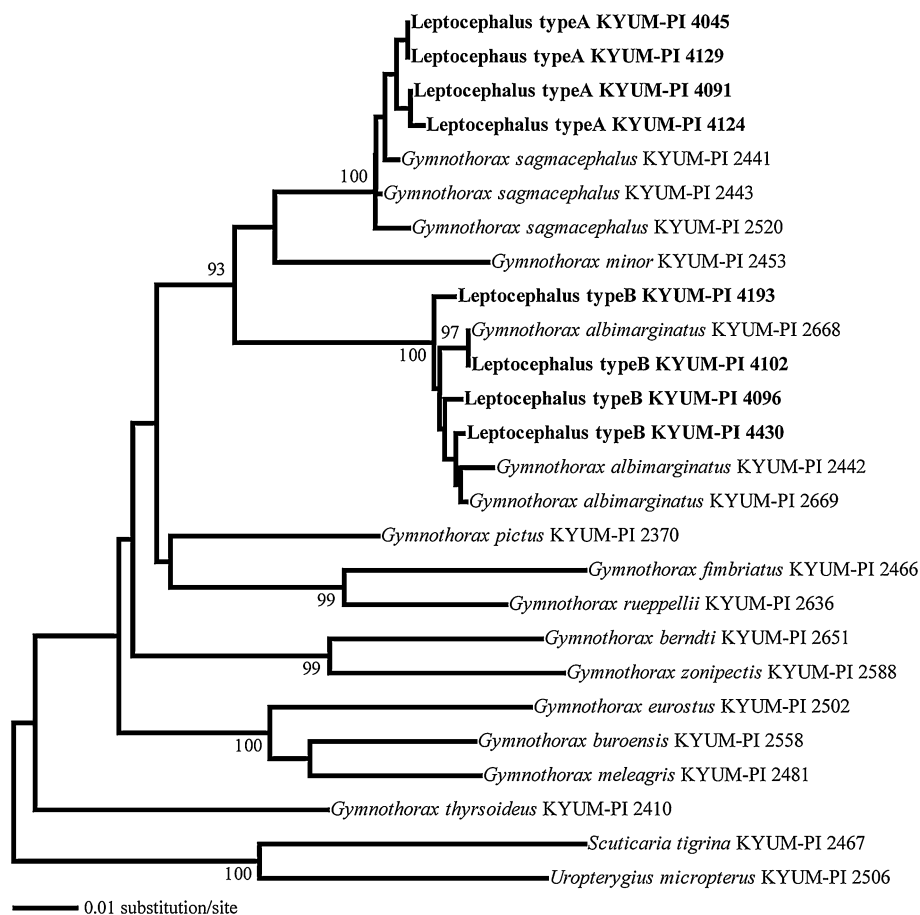 Leptocephalus typeA KYUM-PI 4045
Leptocephaus typeA KYUM-PI 4129
Leptocephalus typeA KYUM-PI 4091
Leptocephalus typeA KYUM-PI 4124
Gymnothorax sagmacephalus KYUM-PI 2441
100
Gymnothorax sagmacephalus KYUM-PI 2443
Gymnothorax sagmacephalus KYUM-PI 2520
Gymnothorax minor KYUM-PI 2453
93
Leptocephalus typeB KYUM-PI 4193
97
Gymnothorax albimarginatus KYUM-PI 2668
100
Leptocephalus typeB KYUM-PI 4102
Leptocephalus typeB KYUM-PI 4096
Leptocephalus typeB KYUM-PI 4430
Gymnothorax albimarginatus KYUM-PI 2442
Gymnothorax albimarginatus KYUM-PI 2669
Gymnothorax pictus KYUM-PI 2370
Gymnothorax fimbriatus KYUM-PI 2466
99
Gymnothorax rueppellii KYUM-PI 2636
Gymnothorax berndti KYUM-PI 2651
99
Gymnothorax zonipectis KYUM-PI 2588
Gymnothorax eurostus KYUM-PI 2502
100
Gymnothorax buroensis KYUM-PI 2558
Gymnothorax meleagris KYUM-PI 2481
Gymnothorax thyrsoideus KYUM-PI 2410
Scuticaria tigrina KYUM-PI 2467
100
Uropterygius micropterus KYUM-PI 2506
0.01 substitution/site